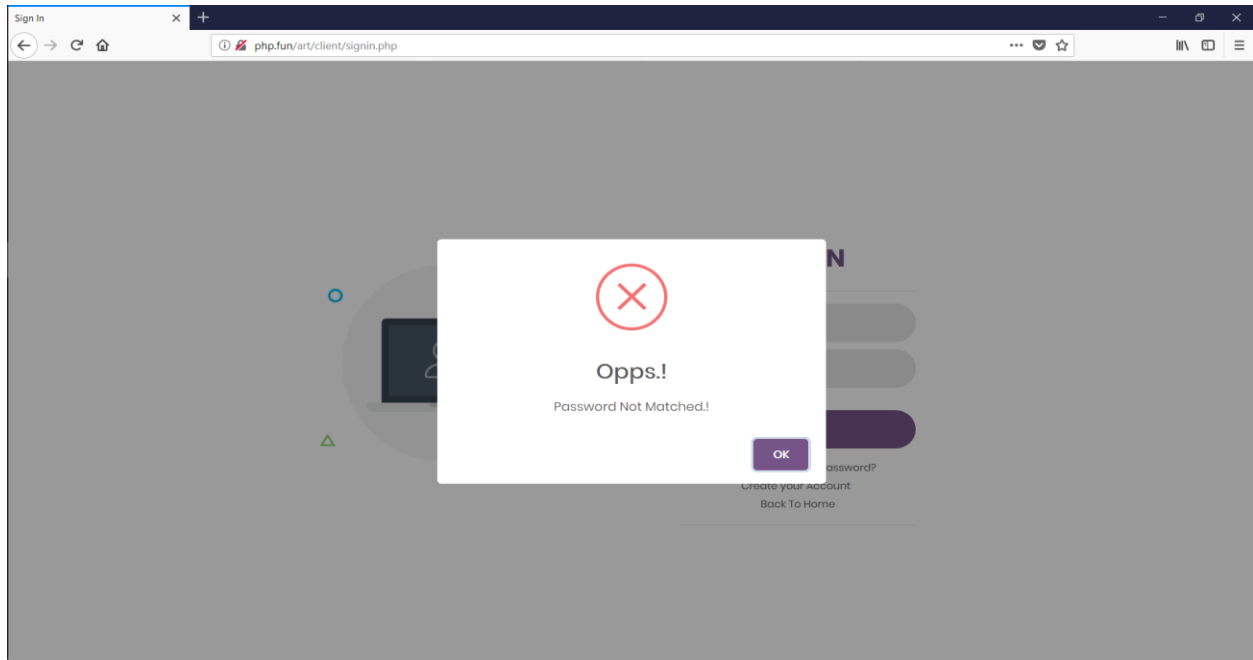 Sign In
php.fun/art/client/signin.php
N
Opps.!
Password Not Matched.!
OK
assword?
Create your Account
Back To Home